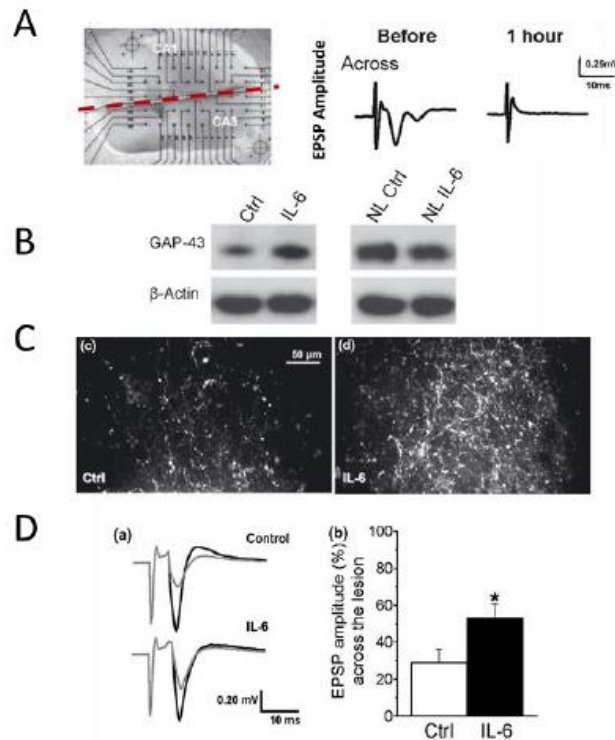 A
CA1
CA3
Before
1 hour
Across
EPSP Amplitude
0.25mV
10ms
B
Ctrl
IL-6
NL Ctrl
NL IL-6
GAP-43
β-Actin
C
(c)
50 µm
Ctrl
(d)
IL-6
D
(a)
Control
IL-6
0.20 mV
10 ms
(b)
EPSP amplitude (%)
across the lesion
100
80
60
40
20
0
*
Ctrl
IL-6